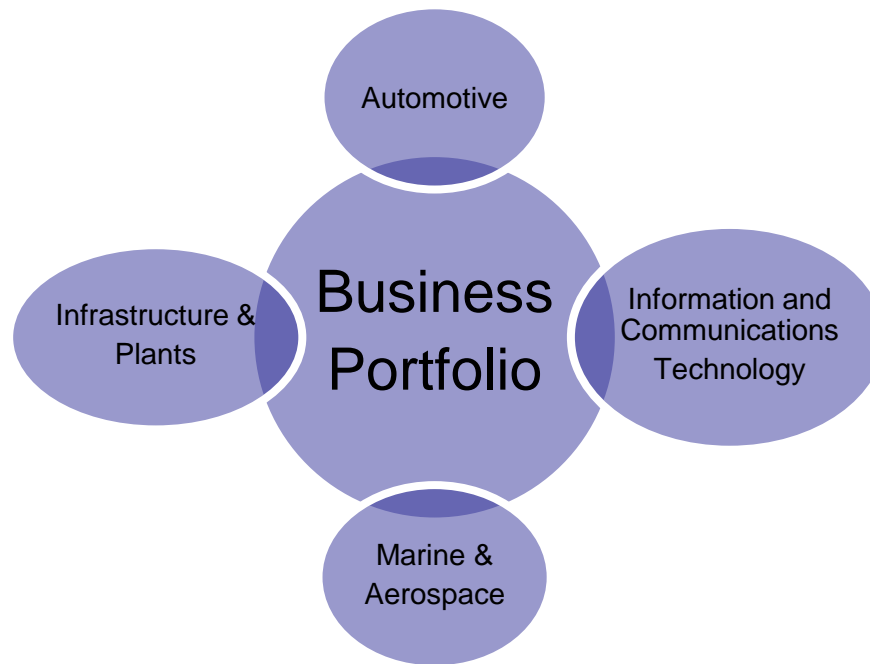 Automotive
Business
Portfolio
Infrastructure &
Plants
Information and
Communications
Technology
Marine &
Aerospace